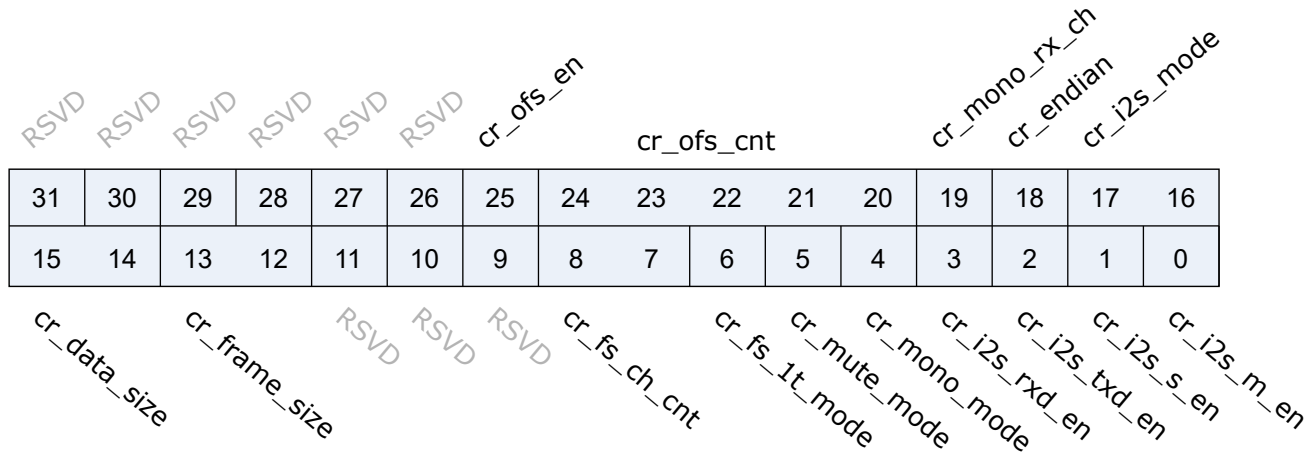 RSVD RSVD RSVD RSVD RSVD RSVD cr_ofs_en cr_ofs_cnt cr_mono_rx_ch cr_endian cr_i2s_mode
31 30 29 28 27 26 25 24 23 22 21 20 19 18 17 16
15 14 13 12 11 10 9 8 7 6 5 4 3 2 1 0
cr_data_size cr_frame_size RSVD RSVD RSVD cr_fs_ch_cnt cr_fs_1t_mode cr_mute_mode cr_mono_mode cr_i2s_rxd_en cr_i2s_txd_en cr_i2s_s_en cr_i2s_m_en